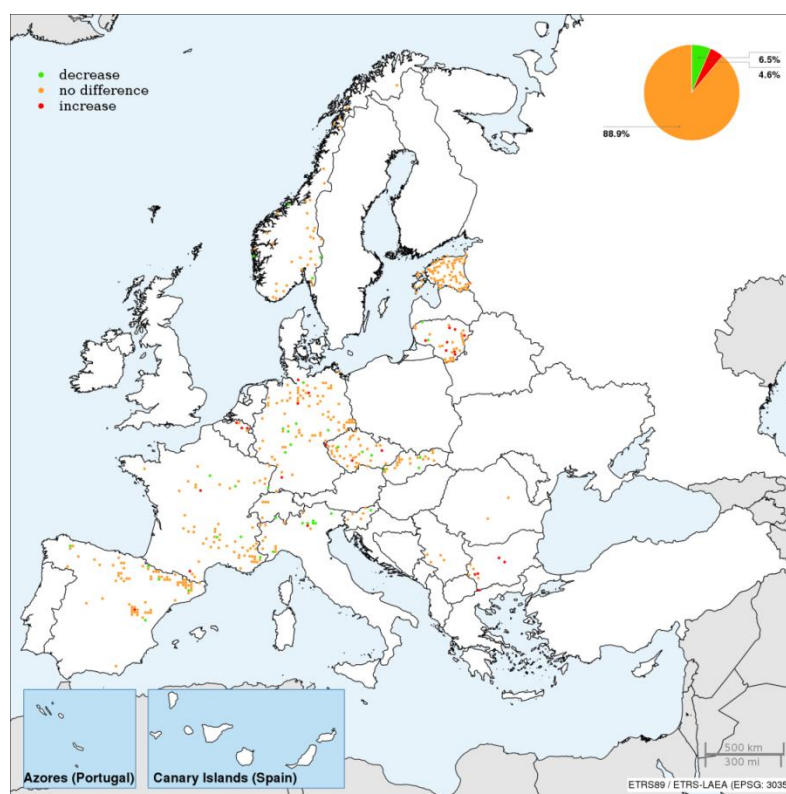 decrease
no difference
increase
6.5%
4.6%
88.9%
Azores (Portugal)
Canary Islands (Spain)
500 km
300 mi
ETRS89 / ETRS-LAEA (EPSG: 3035